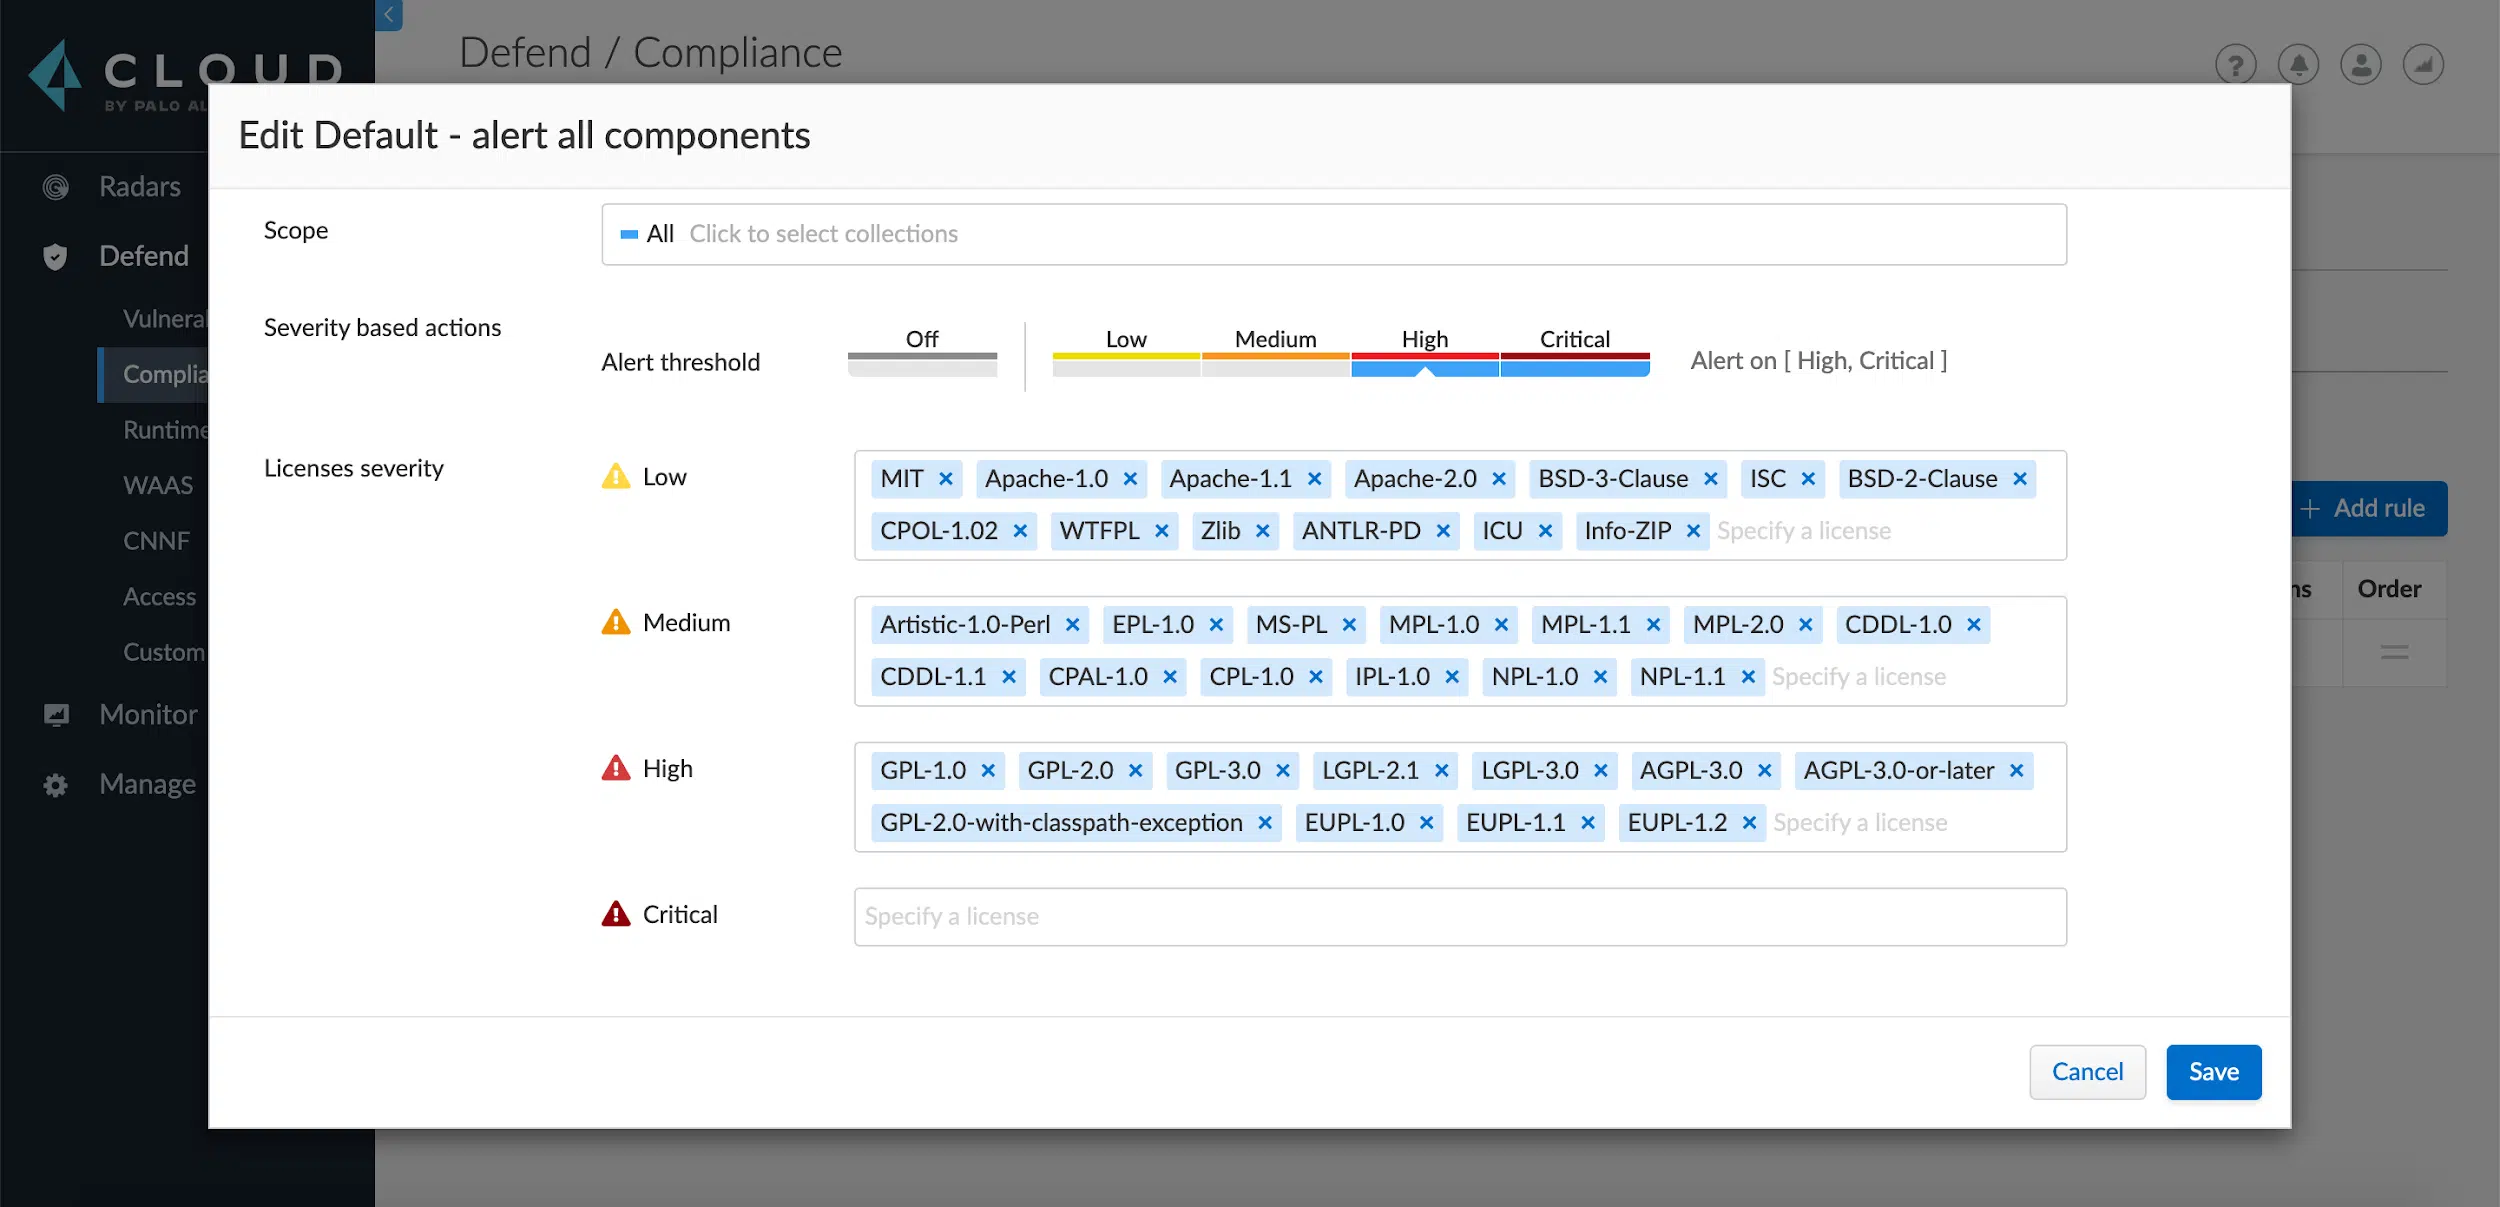 CLOUD
BY PALO AL
Defend / Compliance
Edit Default - alert all components
Radars
Defend
Vulneral
Complia
Runtime
WAAS
CNNF
Access
Custom
Monitor
Manage
Scope
All Click to select collections
Severity based actions
Alert threshold
Off
Low
Medium
High
Critical
Alert on [ High, Critical ]
Licenses severity
Low
MIT Apache-1.0 Apache-1.1 Apache-2.0 BSD-3-Clause ISC BSD-2-Clause
CPOL-1.02 WTFPL Zlib ANTLR-PD ICU Info-ZIP Specify a license
Medium
Artistic-1.0-Perl EPL-1.0 MS-PL MPL-1.0 MPL-1.1 MPL-2.0 CDDL-1.0
CDDL-1.1 CPAL-1.0 CPL-1.0 IPL-1.0 NPL-1.0 NPL-1.1 Specify a license
High
GPL-1.0 GPL-2.0 GPL-3.0 LGPL-2.1 LGPL-3.0 AGPL-3.0 AGPL-3.0-or-later
GPL-2.0-with-classpath-exception EUPL-1.0 EUPL-1.1 EUPL-1.2 Specify a license
Critical
Specify a license
+ Add rule
ns
Order
Cancel
Save